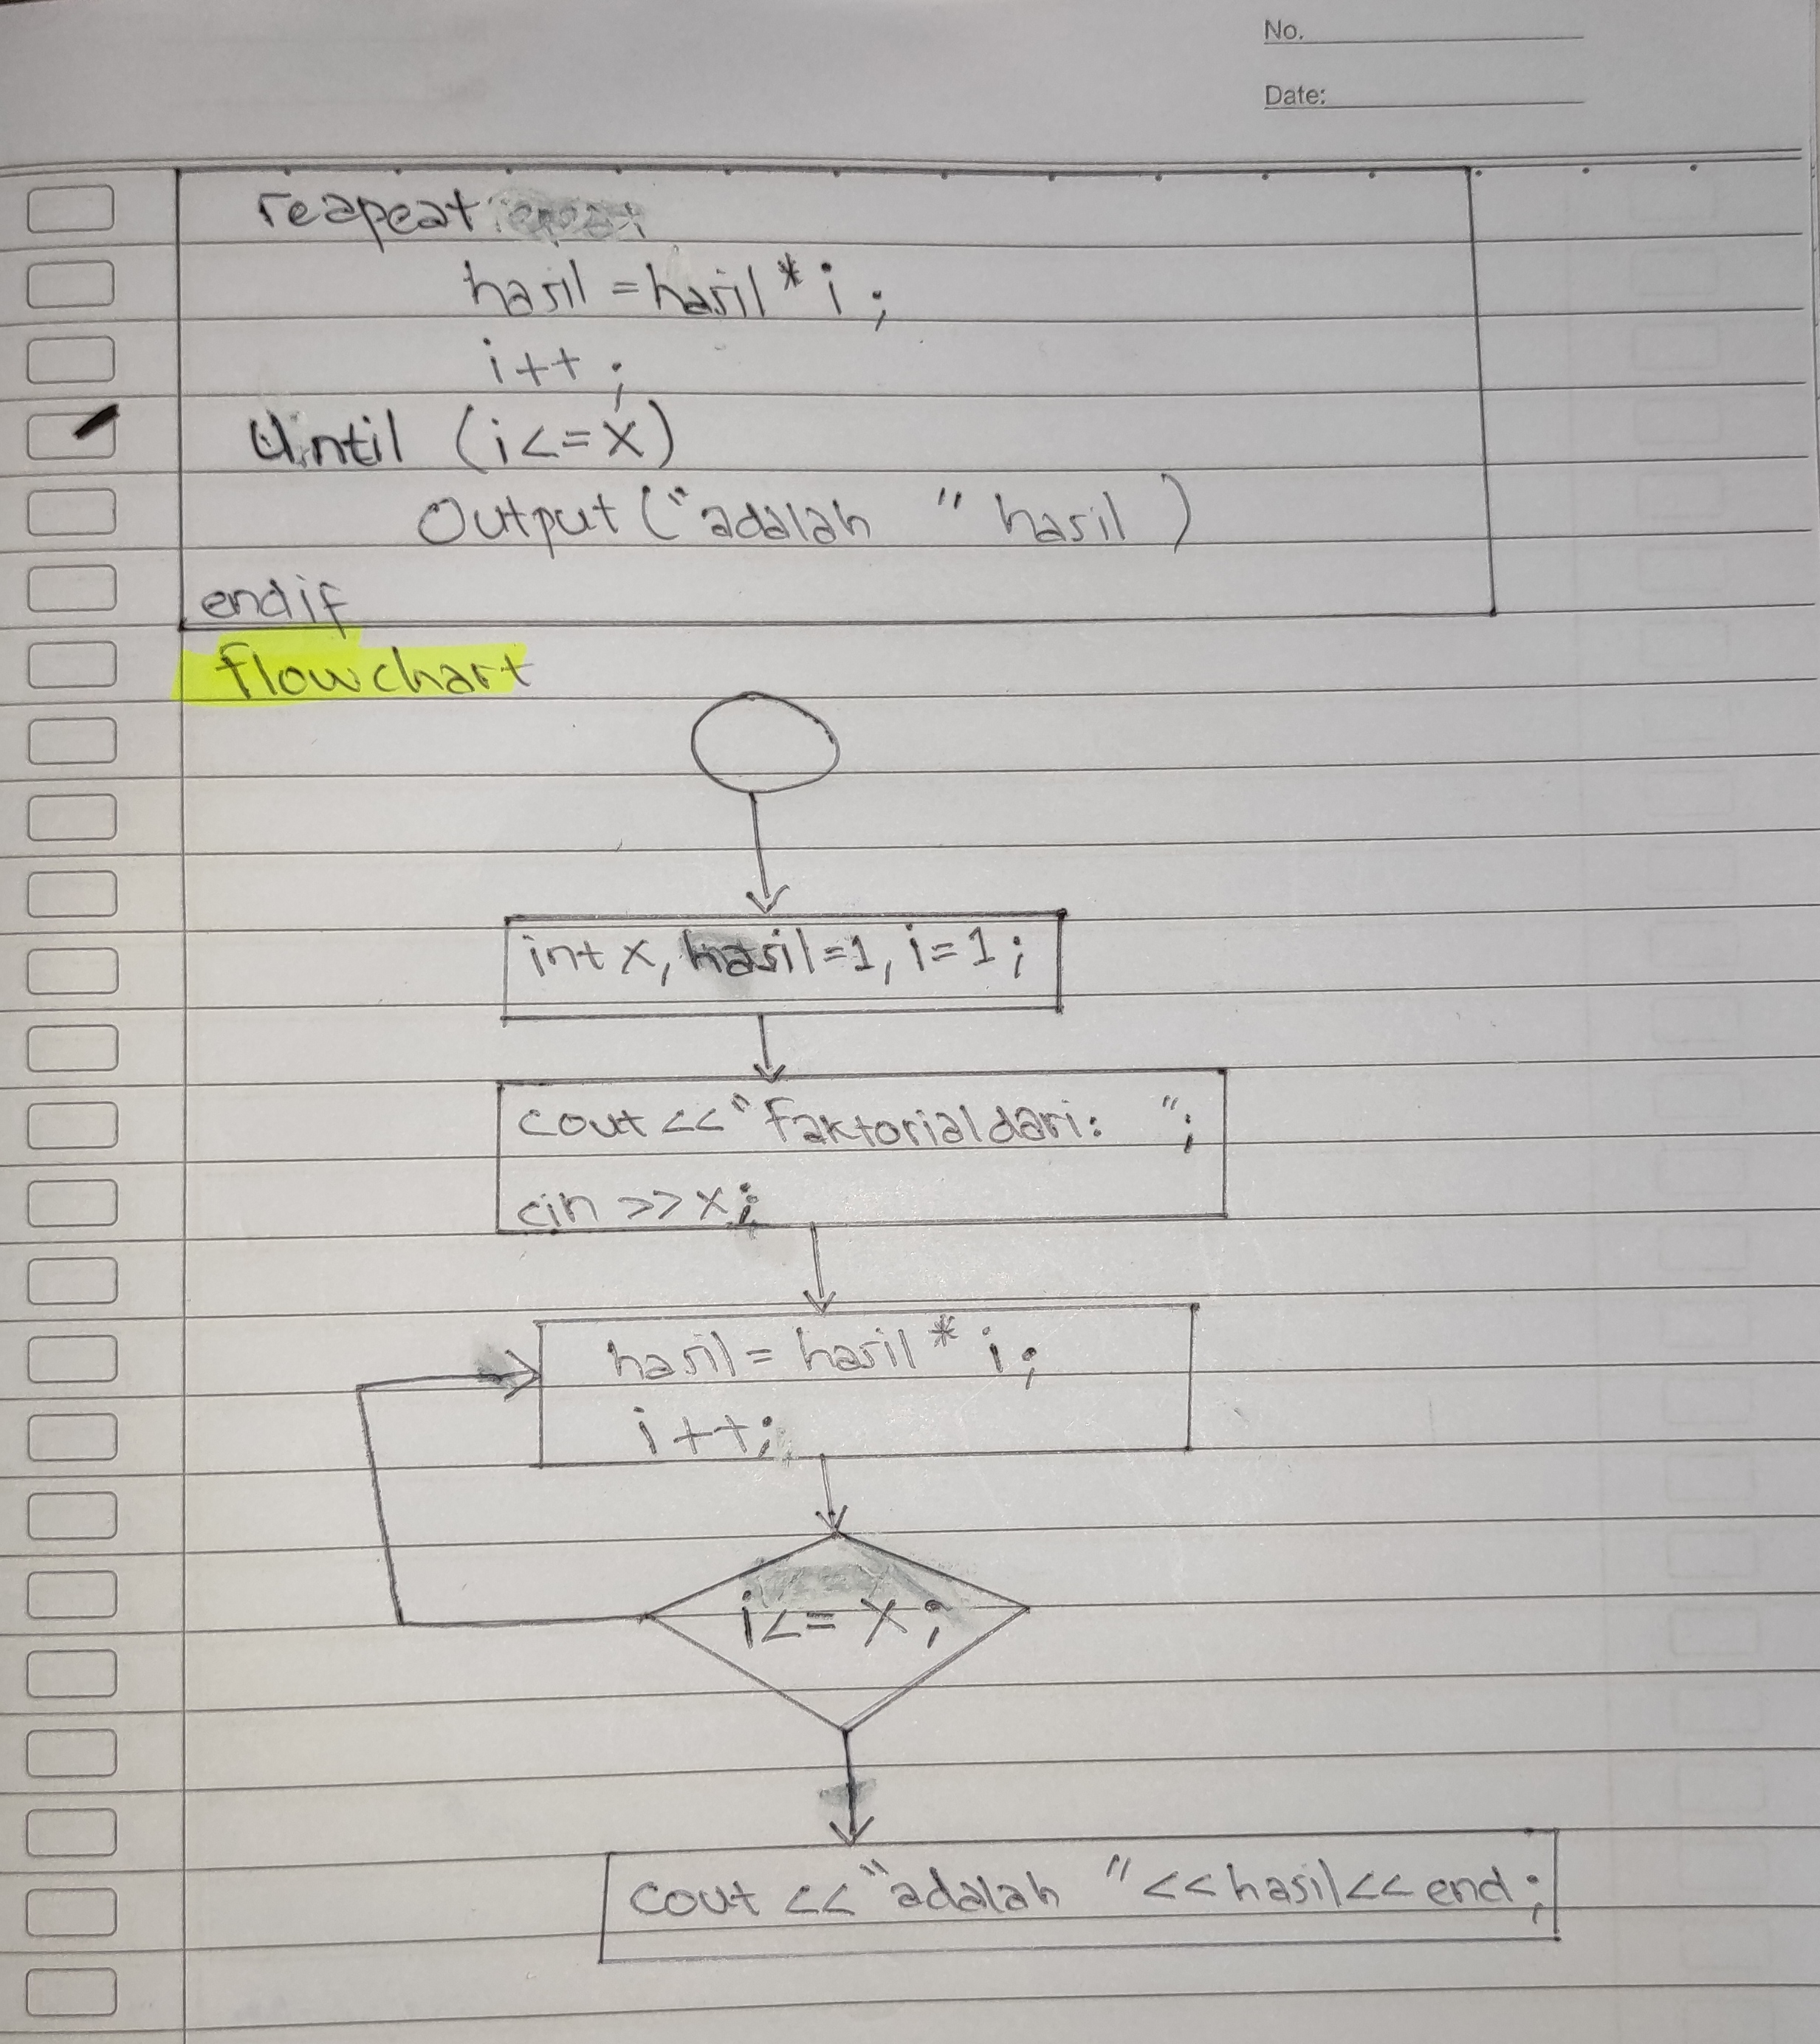 No.
Date:
reapeat
hasil = hasil * i ;
i++ ;
Until (i<=x)
Output ("adalah " hasil )
endif
flowchart
int x, hasil=1, i=1 ;
cout << "Faktorial dari: ";
cin >> x;
hasil = hasil * i ;
i ++;
i<= x ;
cout << "adalah " << hasil << end ;